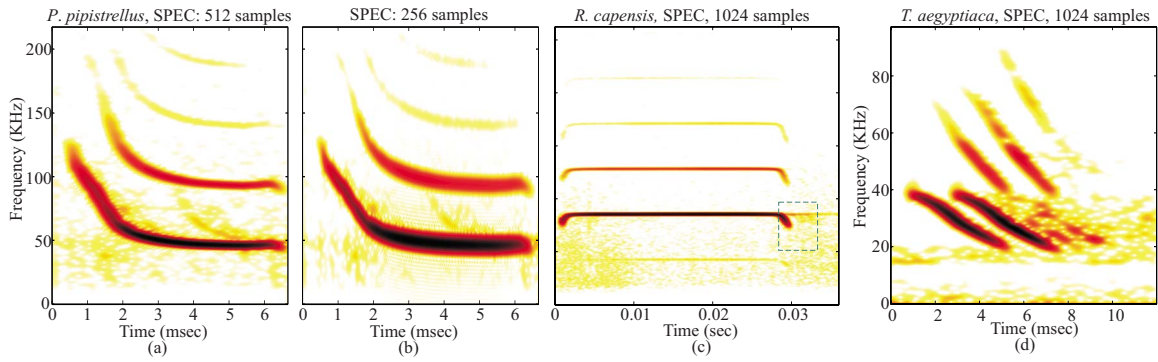 P. pipistrellus, SPEC: 512 samples
SPEC: 256 samples
R. capensis, SPEC, 1024 samples
T. aegyptiaca, SPEC, 1024 samples
Frequency (KHz)
200
150
100
50
0
0 1 2 3 4 5 6
Time (msec)
(a)
0 1 2 3 4 5 6
Time (msec)
(b)
0.01 0.02 0.03
Time (sec)
(c)
Frequency (KHz)
80
60
40
20
0
0 2 4 6 8 10
Time (msec)
(d)